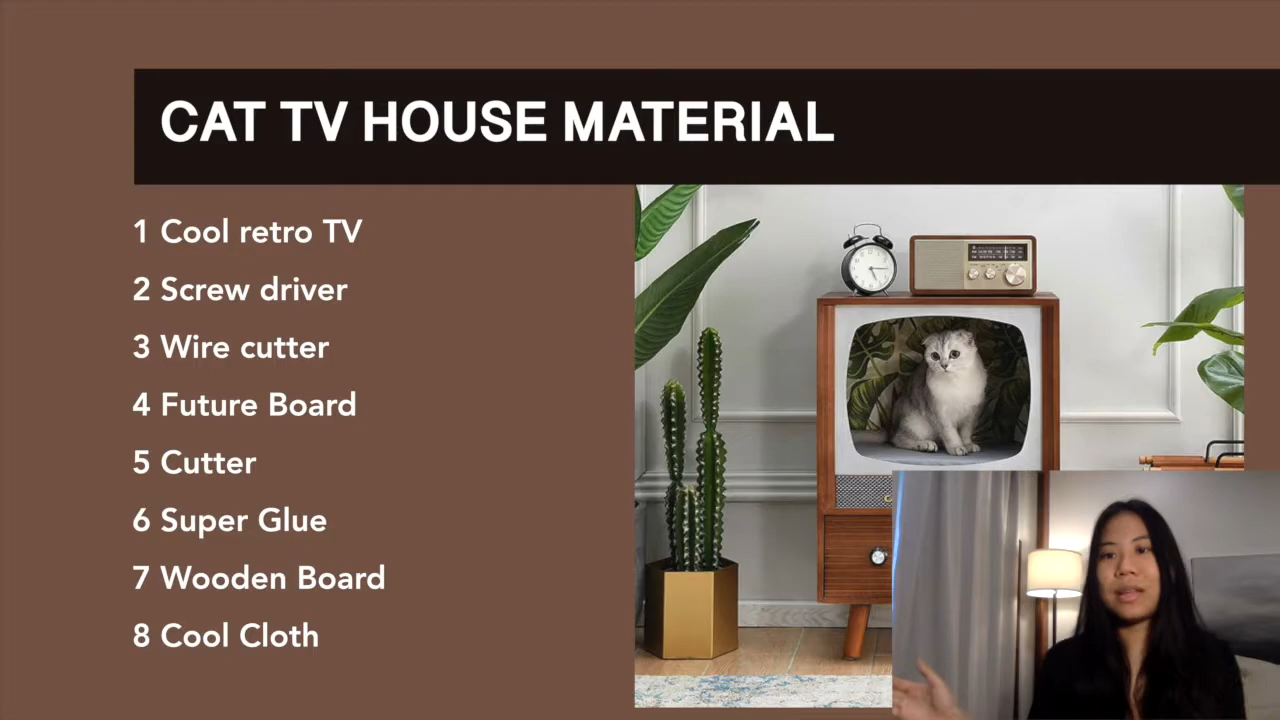 CAT TV HOUSE MATERIAL
1 Cool retro TV
2 Screw driver
3 Wire cutter
4 Future Board
5 Cutter
6 Super Glue
7 Wooden Board
8 Cool Cloth